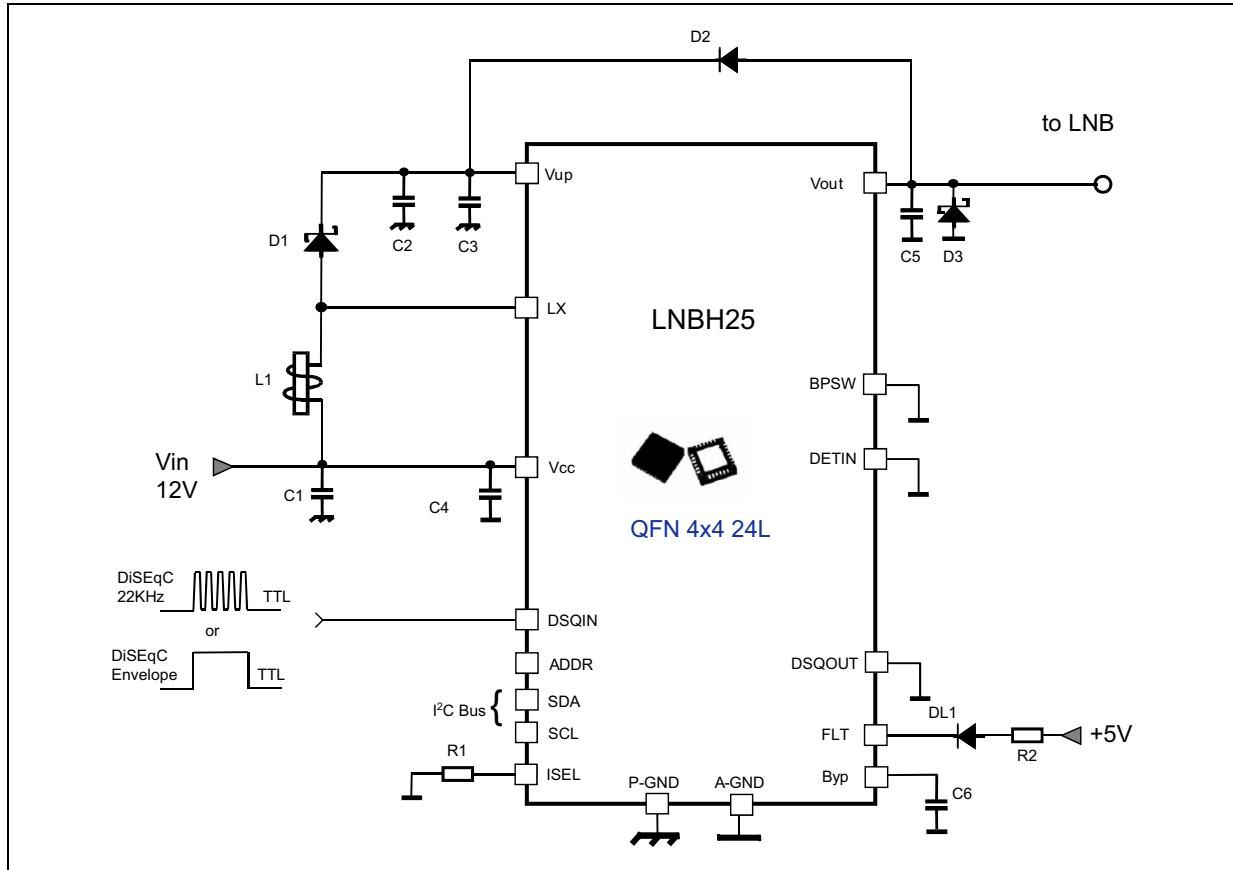 D2
to LNB
Vup
Vout
D1
C2
C3
C5
D3
LX
LNBH25
L1
BPSW
Vin
12V
Vcc
DETIN
C1
C4
QFN 4x4 24L
DiSEqC
22KHz
TTL
or
DSQIN
DiSEqC
Envelope
TTL
ADDR
DSQOUT
I²C Bus {
SDA
SCL
DL1
FLT
+5V
R2
R1
ISEL
P-GND
A-GND
Byp
C6